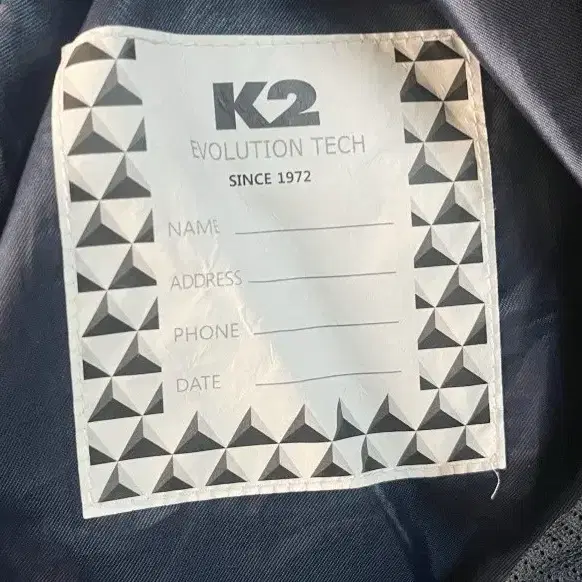 K2
EVOLUTION TECH
SINCE 1972
NAME
ADDRESS
PHONE
DATE